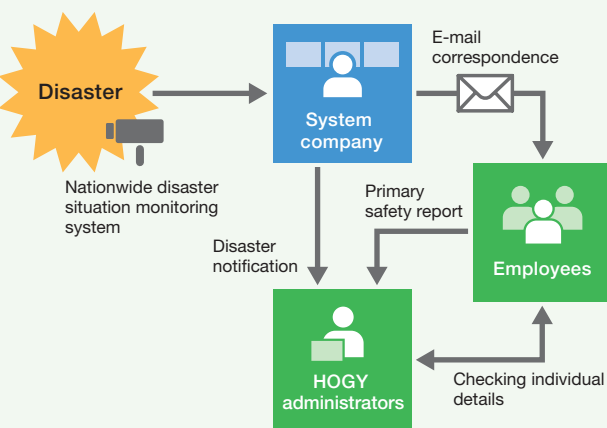 Disaster
Nationwide disaster
situation monitoring
system
System
company
E-mail
correspondence
Primary
safety report
Disaster
notification
Employees
HOGY
administrators
Checking individual
details